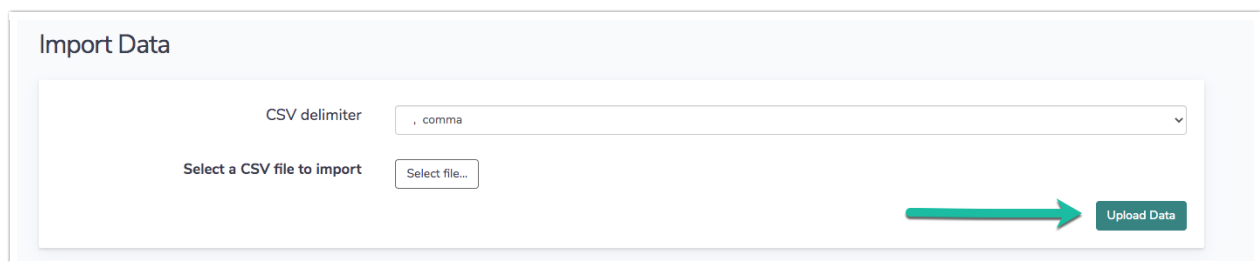 Import Data
CSV delimiter
, comma
Select a CSV file to import
Select file...
Upload Data